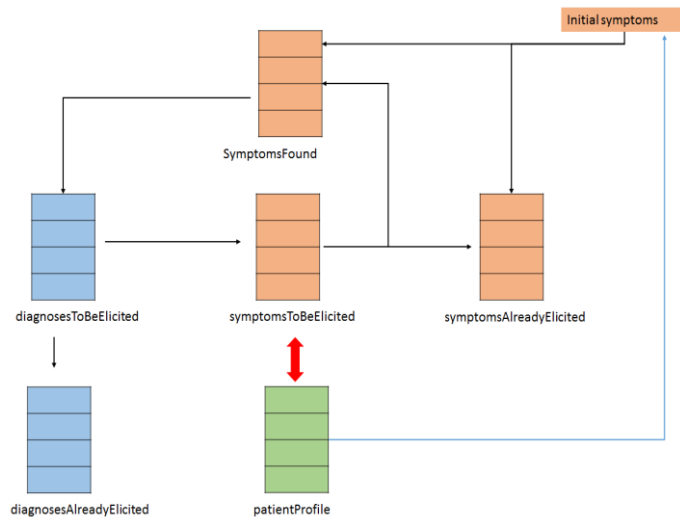 Initial symptoms
SymptomsFound
diagnosesToBeElicited
symptomsToBeElicited
symptomsAlreadyElicited
diagnosesAlreadyElicited
patientProfile